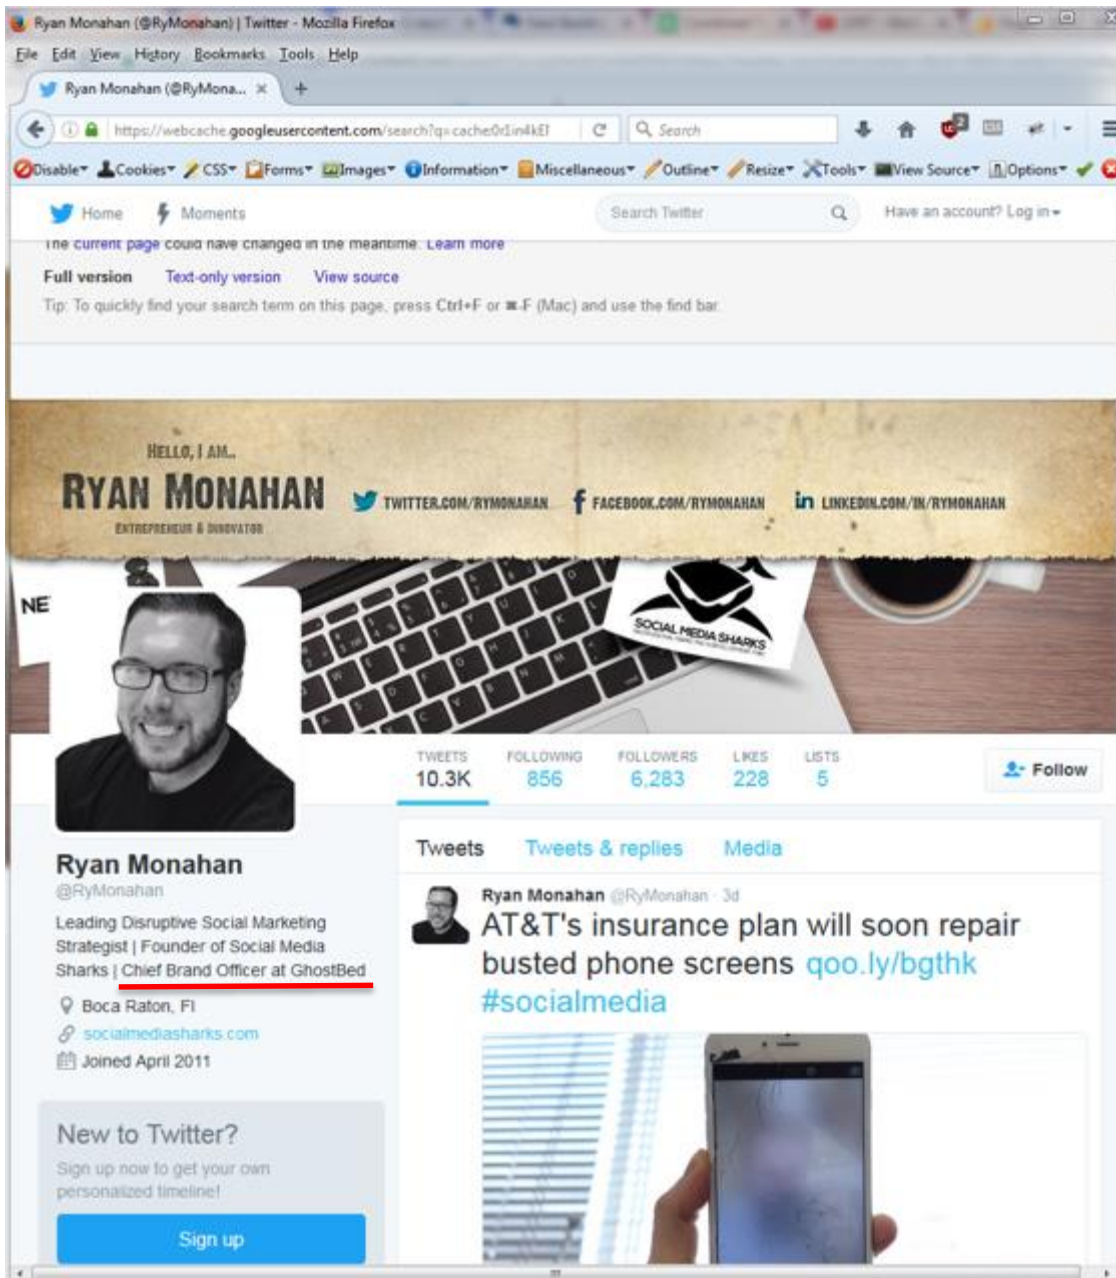 Ryan Monahan (@RyMonahan) | Twitter - Mozilla Firefox
File Edit View History Bookmarks Tools Help
Ryan Monahan (@RyMona... × +
https://webcache.googleusercontent.com/ Search
Disable Cookies CSS Forms Images Information Miscellaneous Outline Resize Tools View Source Options
Home Moments Search Twitter Have an account? Log in
The current page could have changed in the meantime. Learn more
Full version Text-only version View source
Tip: To quickly find your search term on this page, press Ctrl+F or ⌘-F (Mac) and use the find bar.
HELLO, I AM..
RYAN MONAHAN
ENTREPRENEUR & INNOVATOR
TWITTER.COM/RYMONAHAN FACEBOOK.COM/RYMONAHAN LINKEDIN.COM/IN/RYMONAHAN
NE
SOCIAL MEDIA SHARKS
TWEETS FOLLOWING FOLLOWERS LIKES LISTS
10.3K 856 6,283 228 5
Follow
Ryan Monahan
@RyMonahan
Leading Disruptive Social Marketing
Strategist | Founder of Social Media
Sharks | Chief Brand Officer at GhostBed
Boca Raton, Fl
socialmediasharks.com
Joined April 2011
New to Twitter?
Sign up now to get your own
personalized timeline!
Sign up
Tweets Tweets & replies Media
Ryan Monahan @RyMonahan · 3d
AT&T's insurance plan will soon repair
busted phone screens qoo.ly/bgthk
#socialmedia